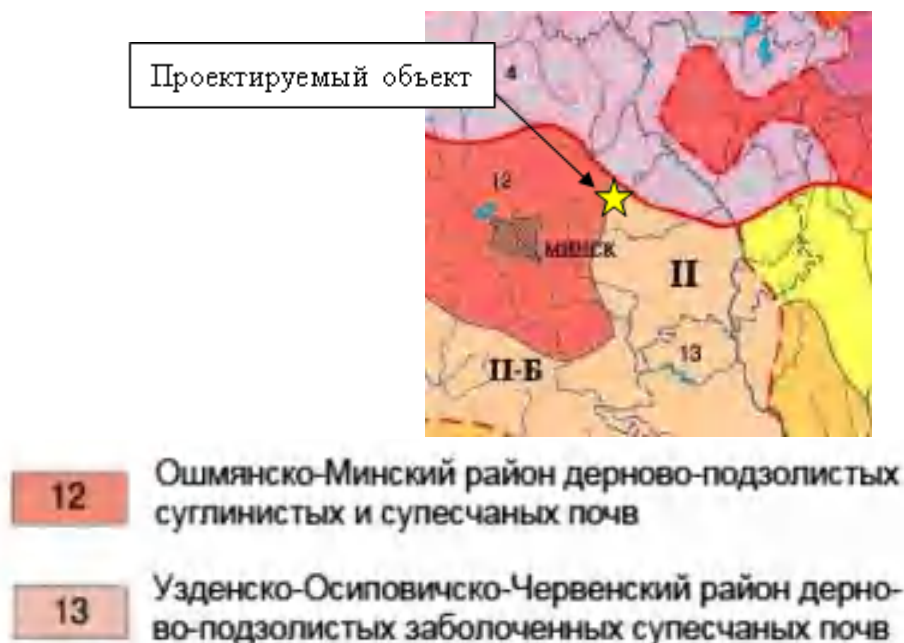 Проектируемый объект
4
12
МИНСК
II
13
II-Б
12
Ошмянско-Минский район дерново-подзолистых
суглинистых и супесчаных почв
13
Узденско-Осиповичско-Червенский район дерно-
во-подзолистых заболоченных супесчаных почв